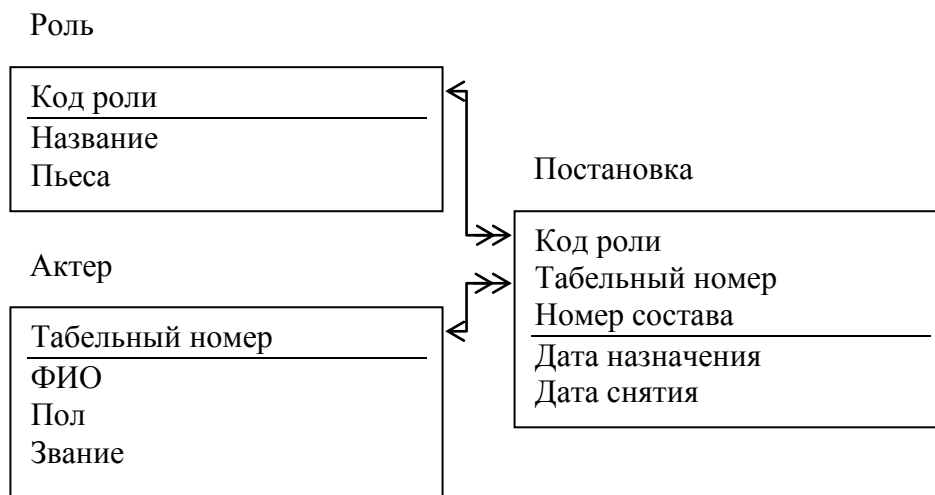 Роль
Код роли
Название
Пьеса
Постановка
Код роли
Табельный номер
Номер состава
Дата назначения
Дата снятия
Актер
Табельный номер
ФИО
Пол
Звание